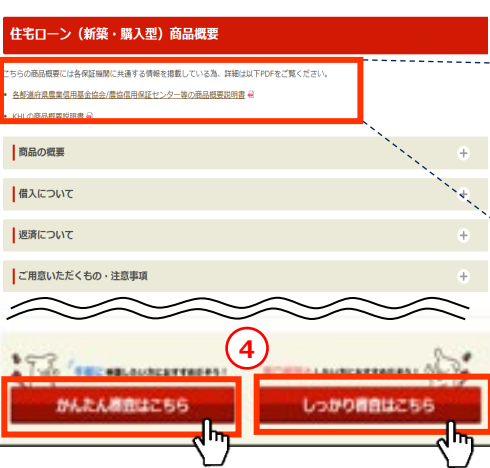 住宅ローン（新築・購入型）商品概要
こちらの商品概要には各保証機関に共通する情報を掲載している為、詳細は以下PDFをご覧ください。
• 各都道府県農業信用基金協会/農協信用保証センター等の商品概要説明書
• KHLの商品概要説明書
商品の概要 +
借入について +
返済について +
ご用意いただくもの・注意事項 +
4
かんたん審査はこちら
しっかり審査はこちら